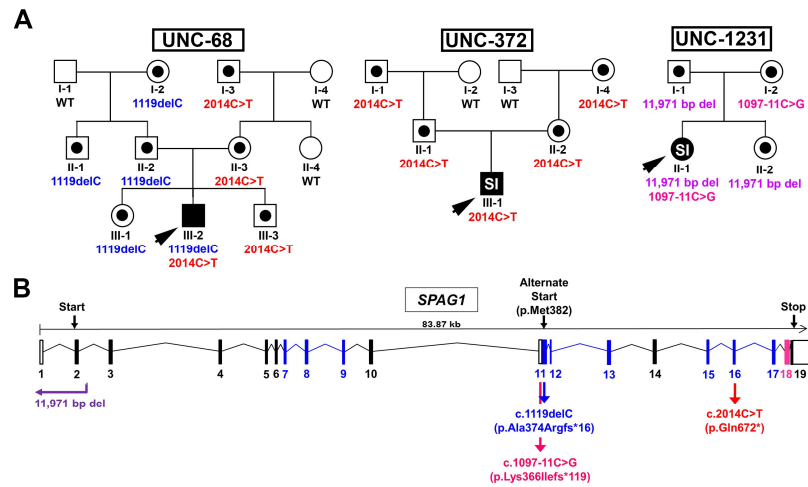 A
UNC-68
UNC-372
UNC-1231
I-1
WT
I-2
1119delC
I-3
2014C>T
I-4
WT
II-1
1119delC
II-2
1119delC
II-3
2014C>T
II-4
WT
III-1
1119delC
III-2
1119delC
2014C>T
III-3
2014C>T
I-1
2014C>T
I-2
WT
I-3
WT
I-4
2014C>T
II-1
2014C>T
II-2
2014C>T
SI
III-1
2014C>T
I-1
11,971 bp del
I-2
1097-11C>G
SI
II-1
11,971 bp del
1097-11C>G
II-2
11,971 bp del
B
Start
SPAG1
Alternate
Start
(p.Met382)
Stop
83.87 kb
1 2 3 4 5 6 7 8 9 10 11 12 13 14 15 16 17 18 19
11,971 bp del
c.1119delC
(p.Ala374Argfs*16)
c.2014C>T
(p.Gln672*)
c.1097-11C>G
(p.Lys366Ilefs*119)